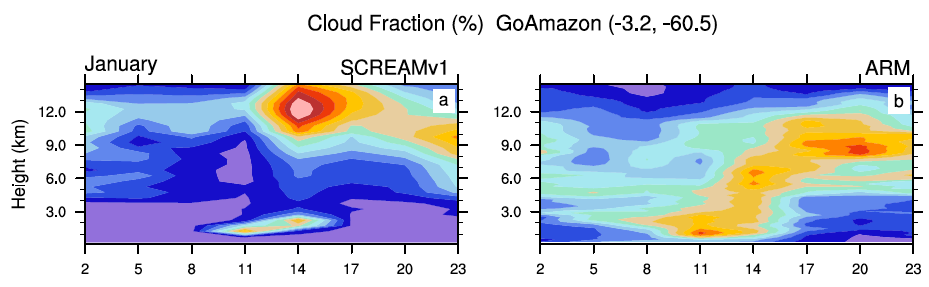 Cloud Fraction (%) GoAmazon (-3.2, -60.5)
January SCREAMv1
a
12.0
9.0
6.0
3.0
Height (km)
2 5 8 11 14 17 20 23
ARM
b
12.0
9.0
6.0
3.0
2 5 8 11 14 17 20 23